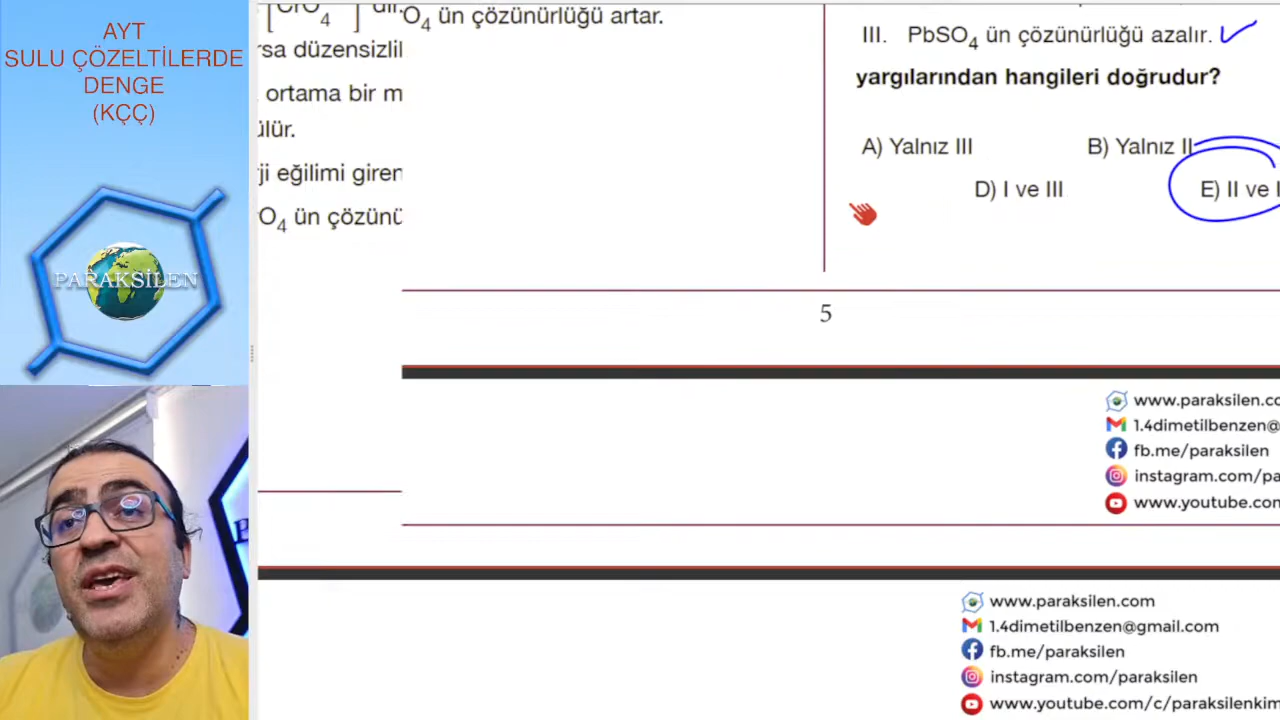 AYT
SULU ÇÖZELTİLERDE
DENGE
(KÇÇ)
PARAKSİLEN
[CrO4 ] dir.
O4 ün çözünürlüğü artar.
rsa düzensizlil
ortama bir m
ülür.
ji eğilimi giren
O4 ün çözünü
III. PbSO4 ün çözünürlüğü azalır.
yargılarından hangileri doğrudur?
A) Yalnız III
B) Yalnız II
D) I ve III
E) II ve I
5
www.paraksilen.co
1.4dimetilbenzen@
fb.me/paraksilen
instagram.com/pa
www.youtube.com
www.paraksilen.com
1.4dimetilbenzen@gmail.com
fb.me/paraksilen
instagram.com/paraksilen
www.youtube.com/c/paraksilenkim